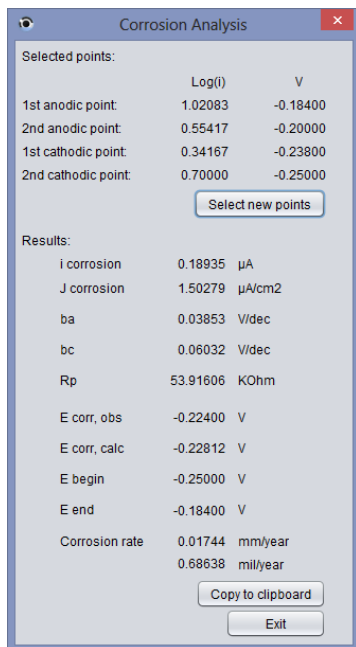 Corrosion Analysis
Selected points:
Log(i) V
1st anodic point: 1.02083 -0.18400
2nd anodic point: 0.55417 -0.20000
1st cathodic point: 0.34167 -0.23800
2nd cathodic point: 0.70000 -0.25000
Select new points
Results:
i corrosion 0.18935 µA
J corrosion 1.50279 µA/cm2
ba 0.03853 V/dec
bc 0.06032 V/dec
Rp 53.91606 KOhm
E corr, obs -0.22400 V
E corr, calc -0.22812 V
E begin -0.25000 V
E end -0.18400 V
Corrosion rate 0.01744 mm/year
0.68638 mil/year
Copy to clipboard
Exit